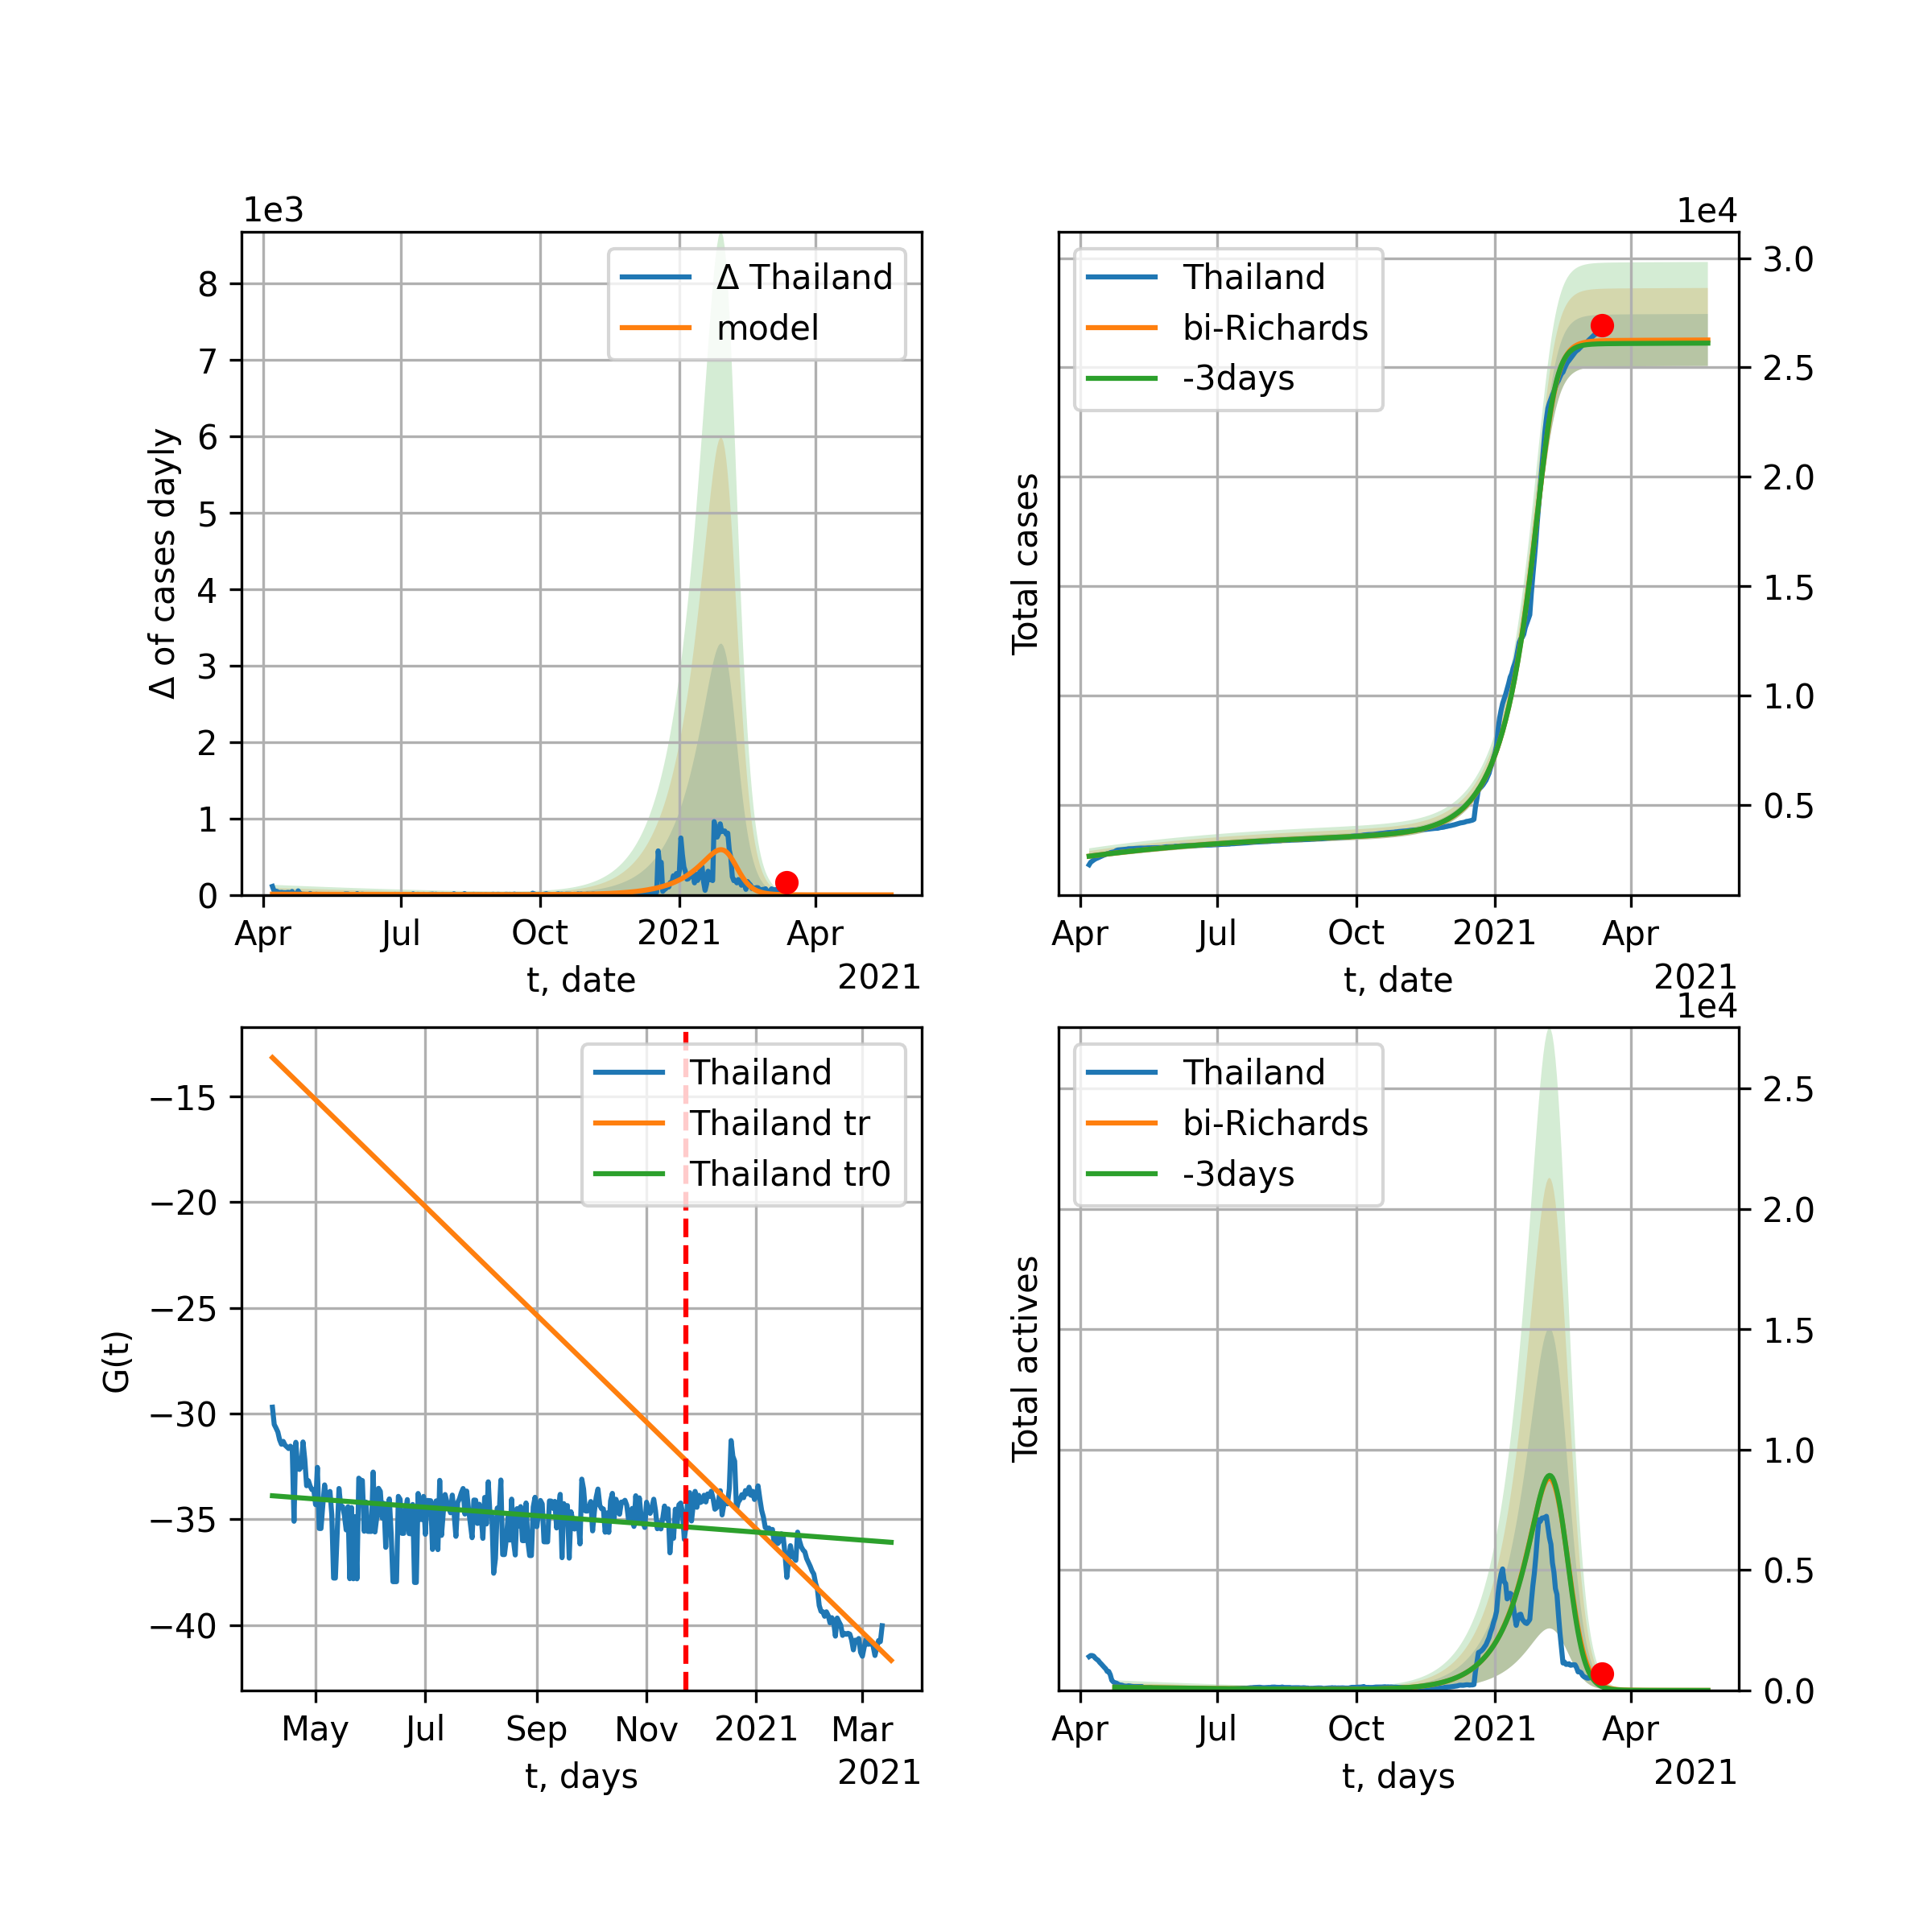 1e3
Δ of cases dayly
8
7
6
5
4
3
2
1
0
Δ Thailand
model
Apr
Jul
Oct
2021
Apr
t, date
2021
1e4
Total cases
Thailand
bi-Richards
-3days
3.0
2.5
2.0
1.5
1.0
0.5
Apr
Jul
Oct
2021
Apr
t, date
2021
G(t)
−15
−20
−25
−30
−35
−40
Thailand
Thailand tr
Thailand tr0
May
Jul
Sep
Nov
2021
Mar
t, days
2021
1e4
Total actives
Thailand
bi-Richards
-3days
2.5
2.0
1.5
1.0
0.5
0.0
Apr
Jul
Oct
2021
Apr
t, days
2021